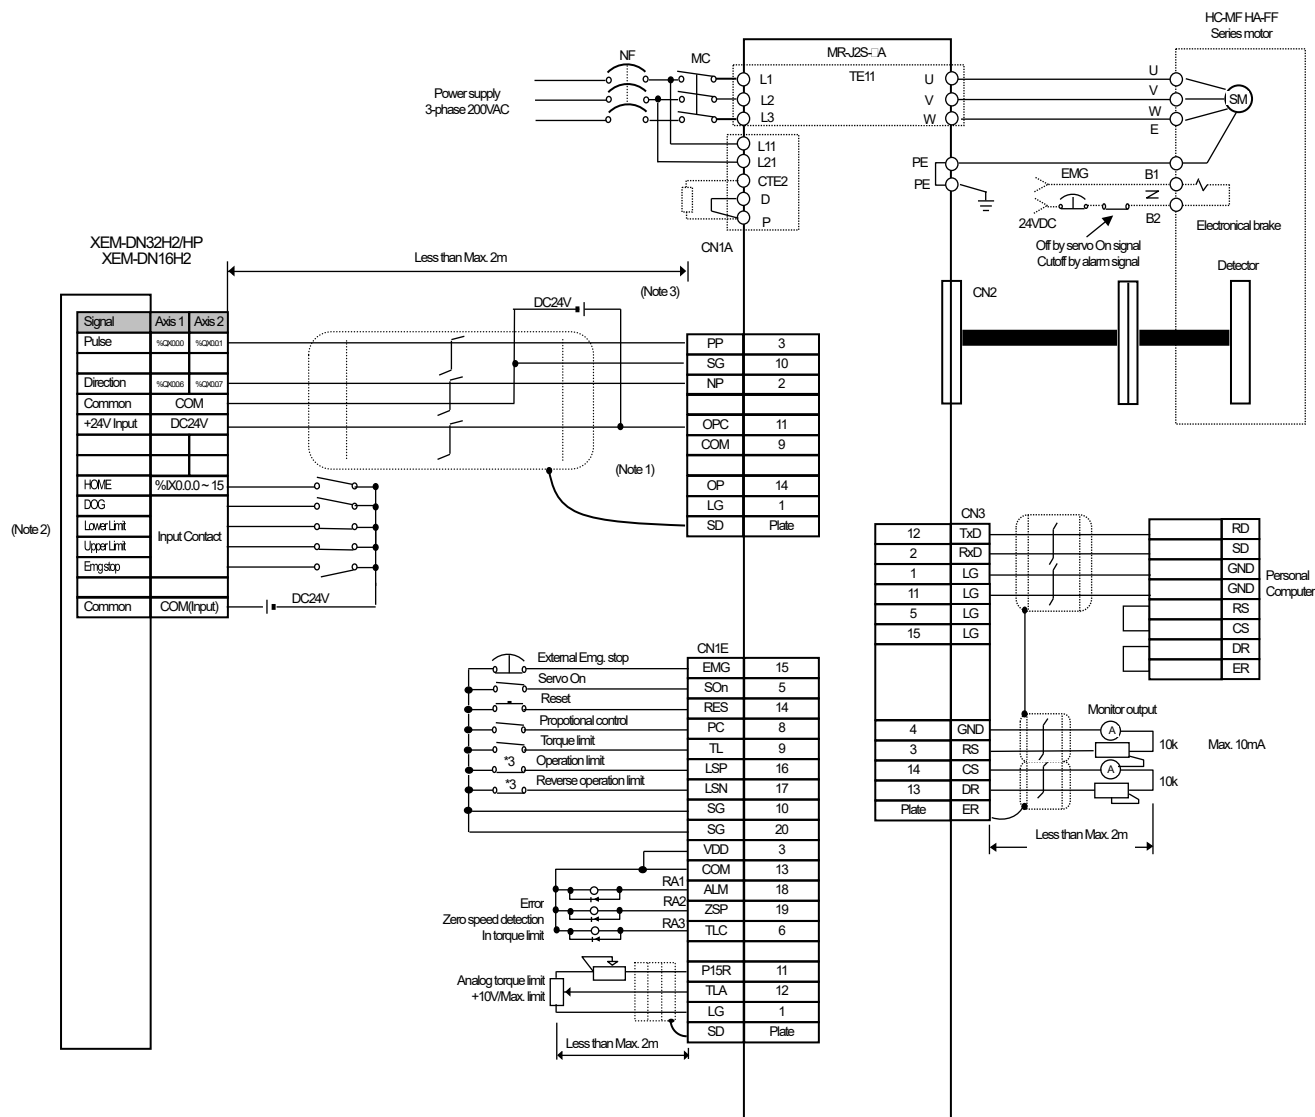 HC-MF HA-FF
Series motor
NF
MC
MR-J2S-□A
TE11
Power supply
3-phase 200VAC
L1
L2
L3
U
V
W
U
V
W
E
SM
L11
L21
CTE2
D
P
PE
PE
EMG
24VDC
B1
B2
Off by servo On signal
Cutoff by alarm signal
Electronical brake
Detector
XEM-DN32H2/HP
XEM-DN16H2
Less than Max. 2m
CN1A
(Note 3)
CN2
DC24V
Signal Axis 1 Axis 2
Pulse %QX0.0.0 %QX0.0.1
Direction %QX0.0.6 %QX0.0.7
Common COM
+24V Input DC24V
HOME %IX0.0.0 ~ 15
DOG
Lower Limit
Upper Limit
Emg stop
Input Contact
Common COM(Input)
DC24V
(Note 2)
(Note 1)
PP 3
SG 10
NP 2
OPC 11
COM 9
OP 14
LG 1
SD Plate
CN3
12 TxD
2 RxD
1 LG
11 LG
5 LG
15 LG
4 GND
3 RS
14 CS
13 DR
Plate ER
RD
SD
GND
GND
RS
CS
DR
ER
Personal
Computer
Monitor output
A
10k
Max. 10mA
A
10k
Less than Max. 2m
CN1E
External Emg. stop EMG 15
Servo On SOn 5
Reset RES 14
Propotional control PC 8
Torque limit TL 9
*3 Operation limit LSP 16
*3 Reverse operation limit LSN 17
SG 10
SG 20
VDD 3
COM 13
RA1 ALM 18
RA2 ZSP 19
RA3 TLC 6
Error
Zero speed detection
In torque limit
P15R 11
TLA 12
LG 1
SD Plate
Analog torque limit
+10V/Max. limit
Less than Max. 2m